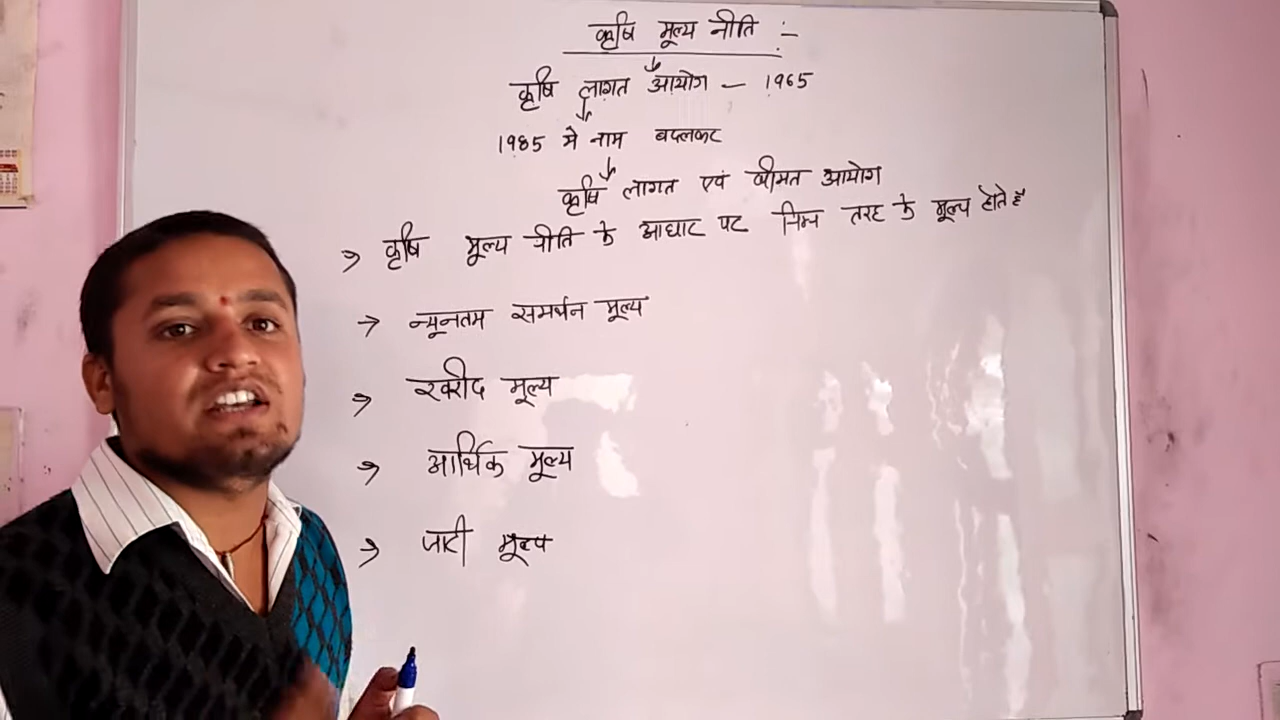 कृषि मूल्य नीति :-
कृषि लागत आयोग - 1965
1985 मे नाम बदलकर
कृषि लागत एवं कीमत आयोग
→ कृषि मूल्य नीति के आधार पर निम्न तरह के मूल्य होते है
→ न्यूनतम समर्थन मूल्य
→ खरीद मूल्य
→ आर्थिक मूल्य
→ जारी मूल्य